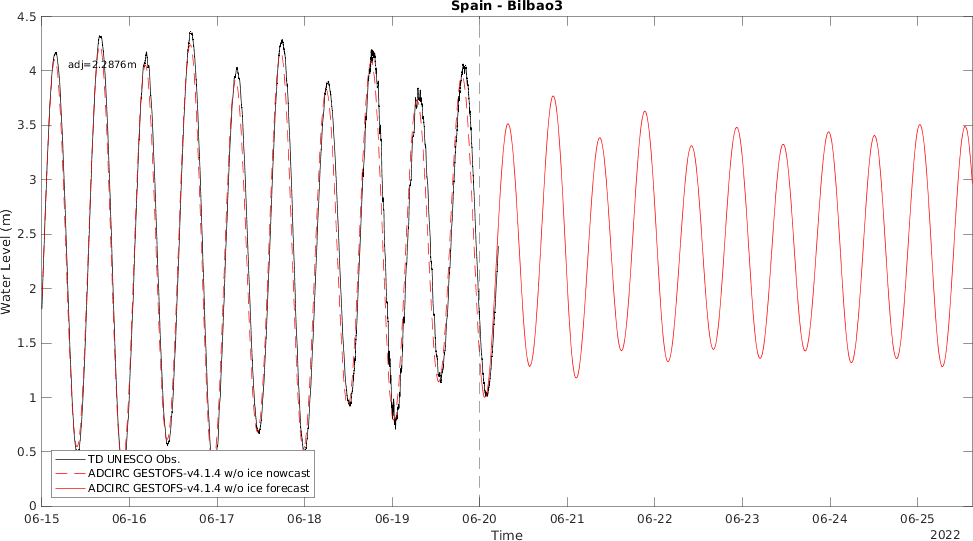 Spain - Bilbao3
4.5
4
3.5
3
2.5
2
1.5
1
0.5
0
Water Level (m)
adj=2.2876m
TD UNESCO Obs.
ADCIRC GESTOFS-v4.1.4 w/o ice nowcast
ADCIRC GESTOFS-v4.1.4 w/o ice forecast
06-15 06-16 06-17 06-18 06-19 06-20 06-21 06-22 06-23 06-24 06-25
Time
2022